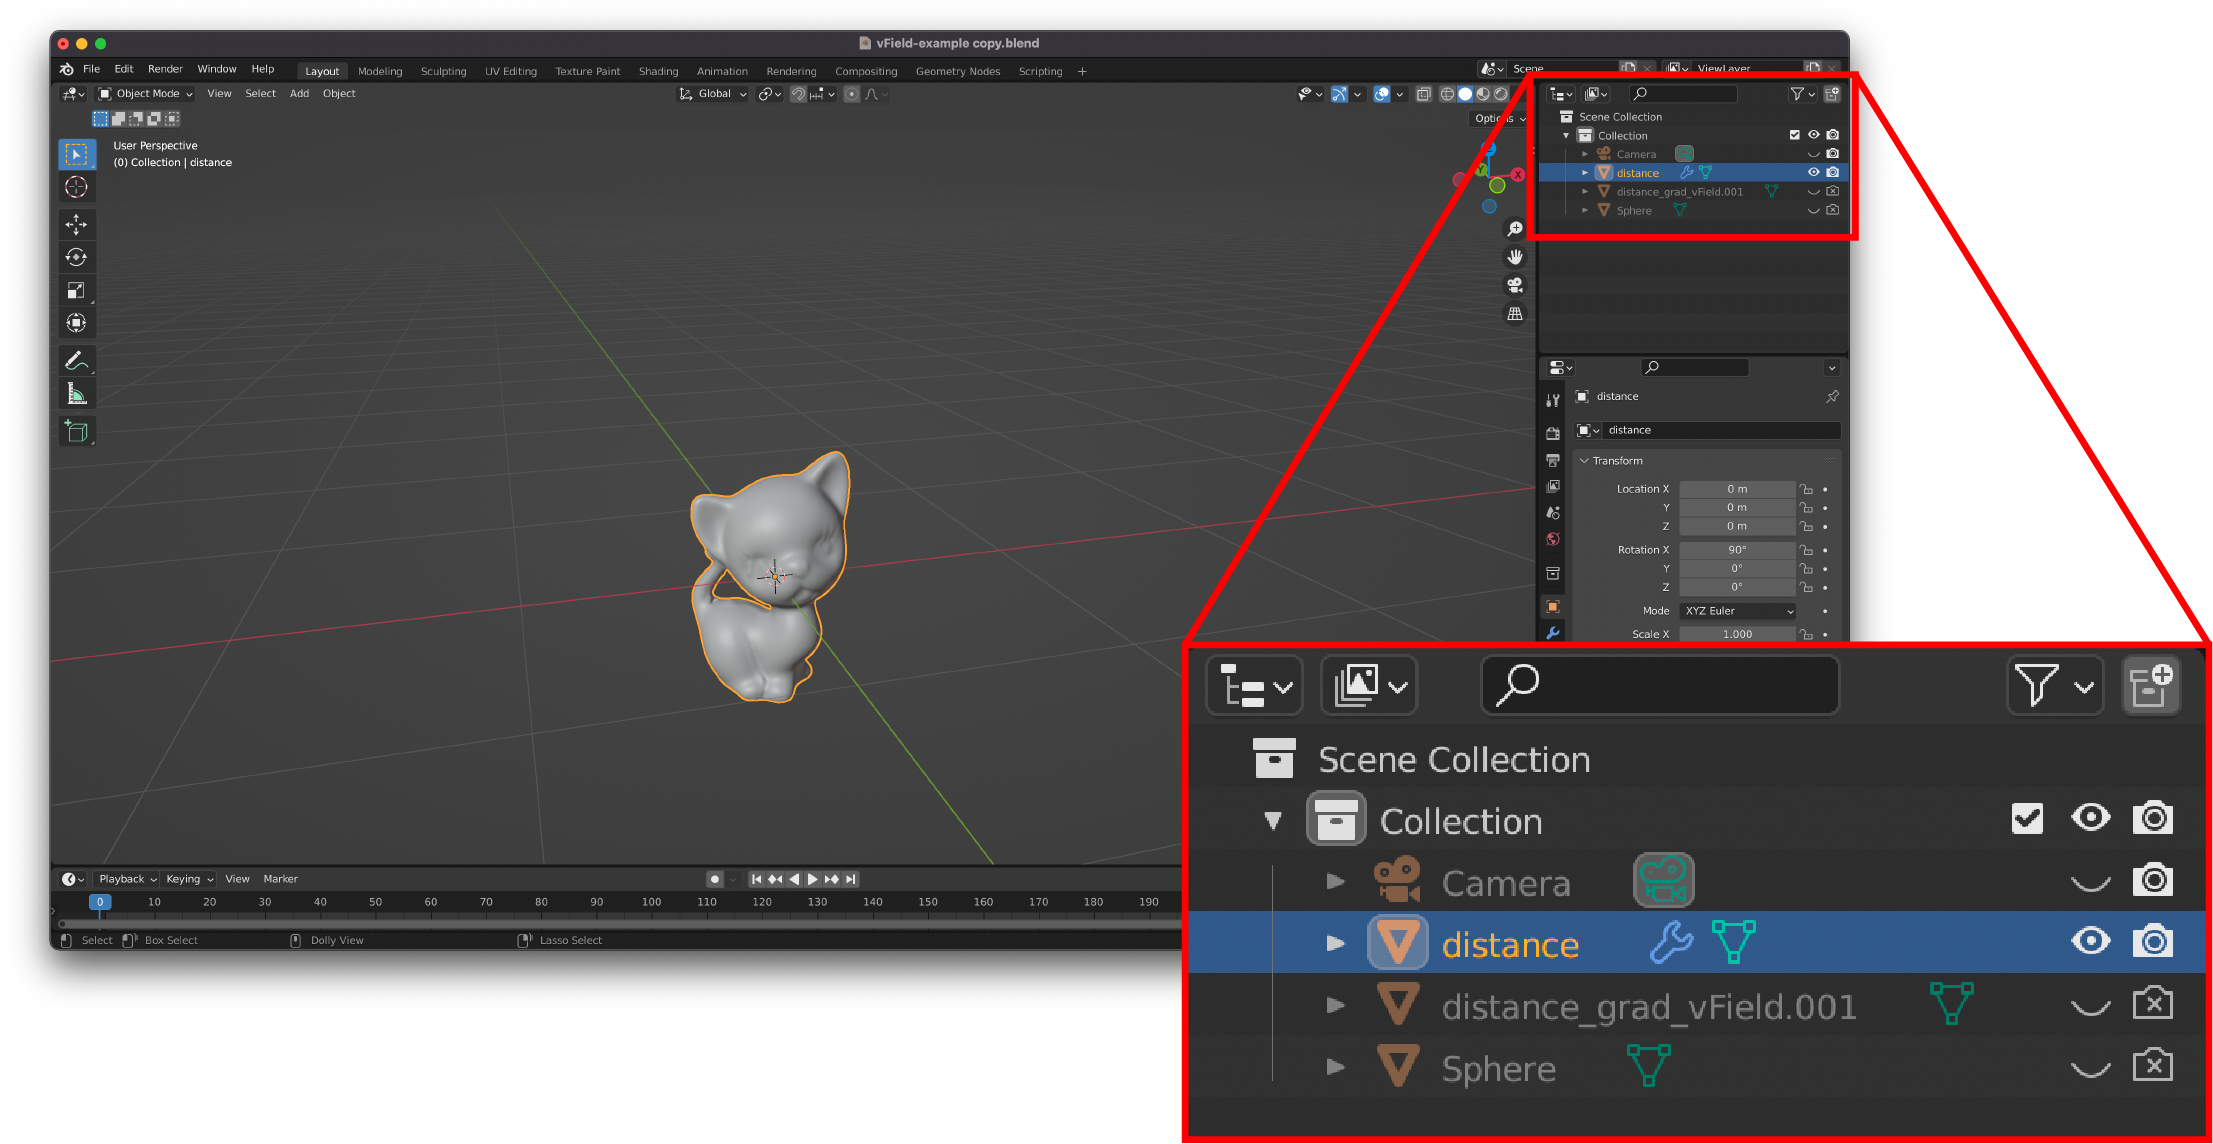 vField-example copy.blend
File Edit Render Window Help Layout Modeling Sculpting UV Editing Texture Paint Shading Animation Rendering Compositing Geometry Nodes Scripting + Scene ViewLayer
Object Mode View Select Add Object Global
Options
User Perspective
(0) Collection | distance
X
Y
Scene Collection
Collection
Camera
distance
distance_grad_vField.001
Sphere
distance
distance
Transform
Location X 0 m
Y 0 m
Z 0 m
Rotation X 90°
Y 0°
Z 0°
Mode XYZ Euler
Scale X 1.000
Scene Collection
Collection
Camera
distance
distance_grad_vField.001
Sphere
Playback Keying View Marker
0 10 20 30 40 50 60 70 80 90 100 110 120 130 140 150 160 170 180 190
Select Box Select Dolly View Lasso Select